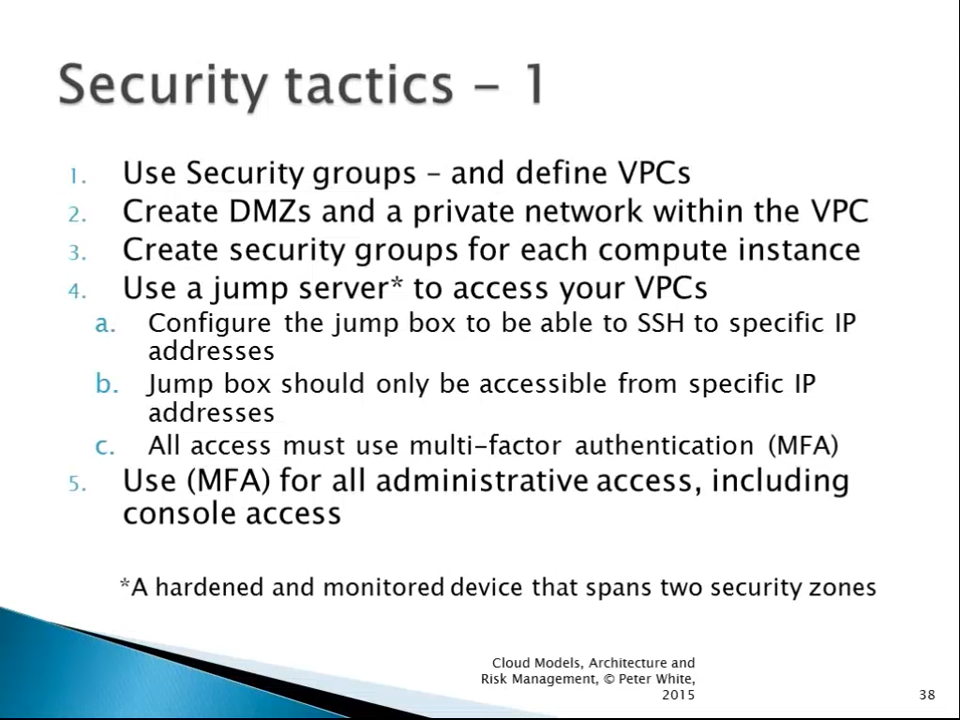 Security tactics – 1
1. Use Security groups – and define VPCs
2. Create DMZs and a private network within the VPC
3. Create security groups for each compute instance
4. Use a jump server* to access your VPCs
a. Configure the jump box to be able to SSH to specific IP
addresses
b. Jump box should only be accessible from specific IP
addresses
c. All access must use multi-factor authentication (MFA)
5. Use (MFA) for all administrative access, including
console access
*A hardened and monitored device that spans two security zones
Cloud Models, Architecture and
Risk Management, © Peter White,
2015
38